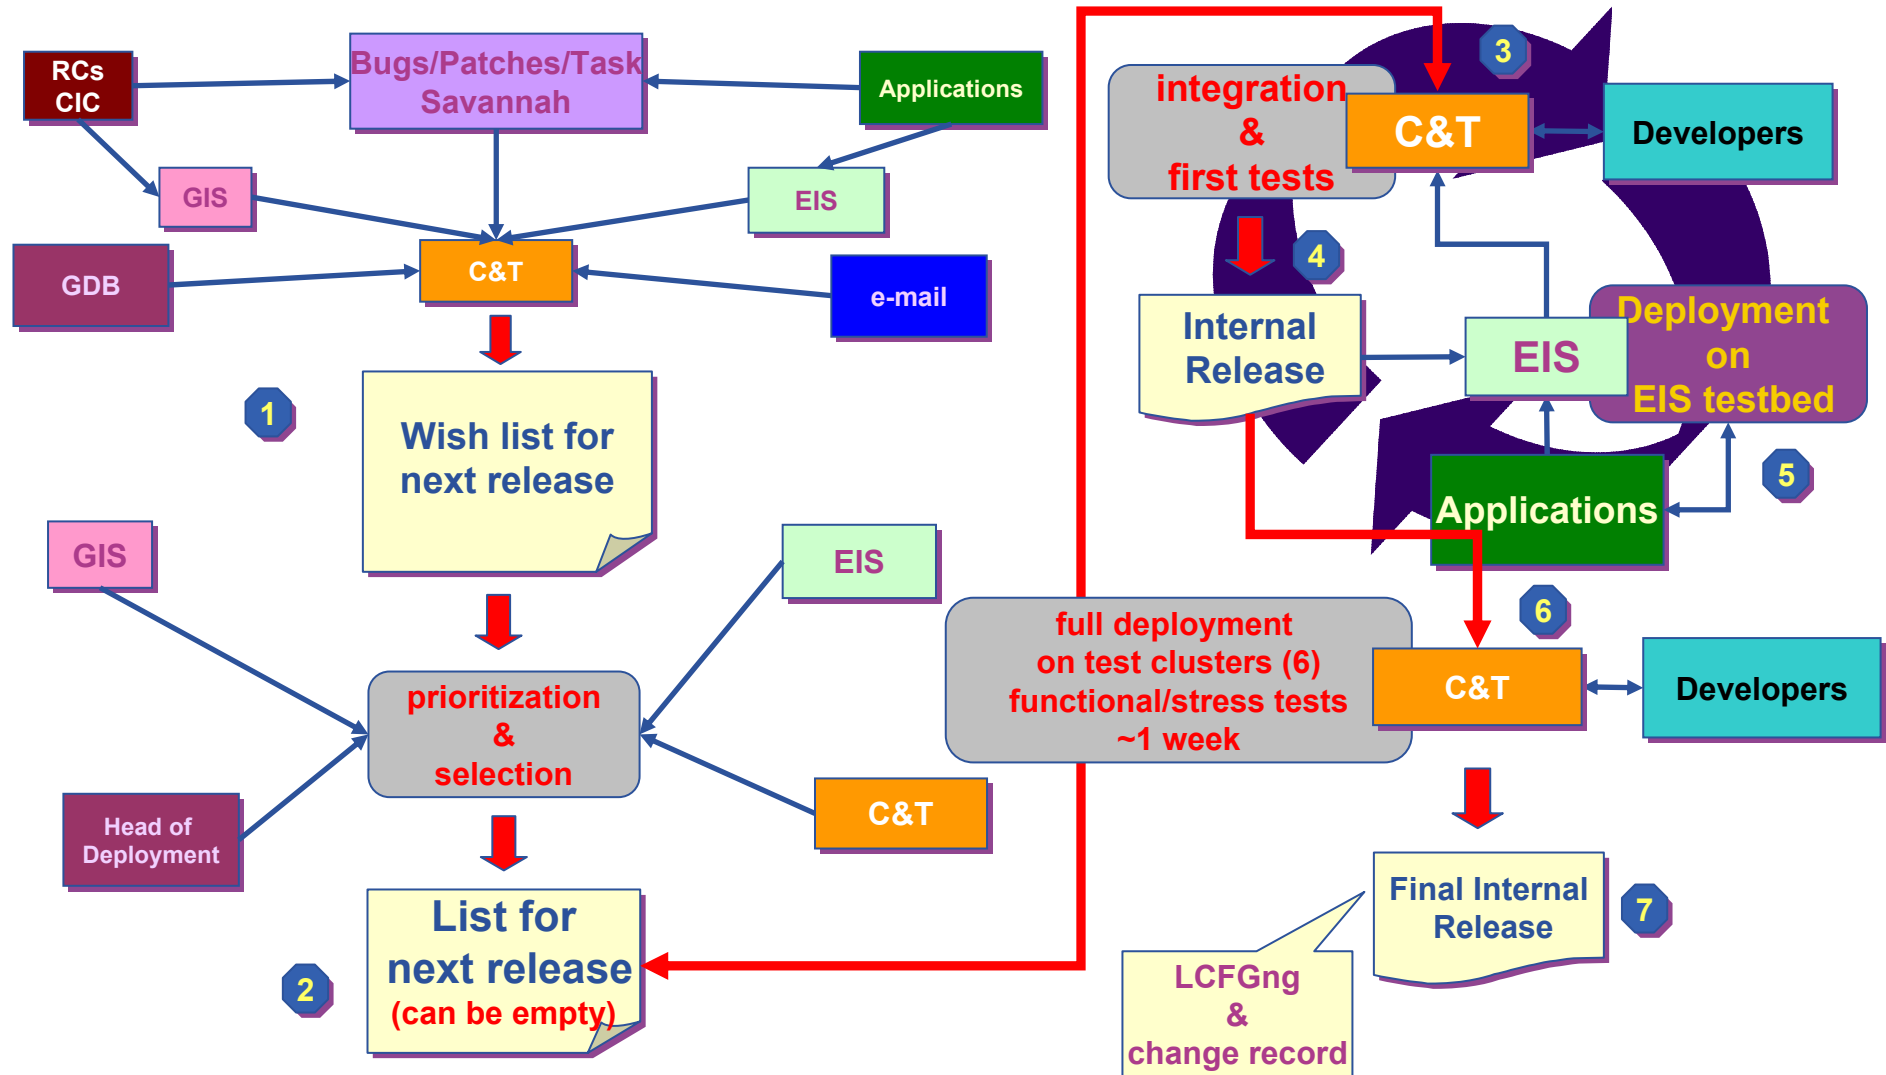 RCs
CIC
Bugs/Patches/Task
Savannah
Applications
GIS
EIS
GDB
C&T
e-mail
1
Wish list for
next release
GIS
EIS
prioritization
&
selection
Head of
Deployment
C&T
List for
next release
(can be empty)
2
3
integration
&
first tests
C&T
Developers
4
Internal
Release
EIS
Deployment
on
EIS testbed
5
Applications
6
full deployment
on test clusters (6)
functional/stress tests
~1 week
C&T
Developers
Final Internal
Release
7
LCFGng
&
change record